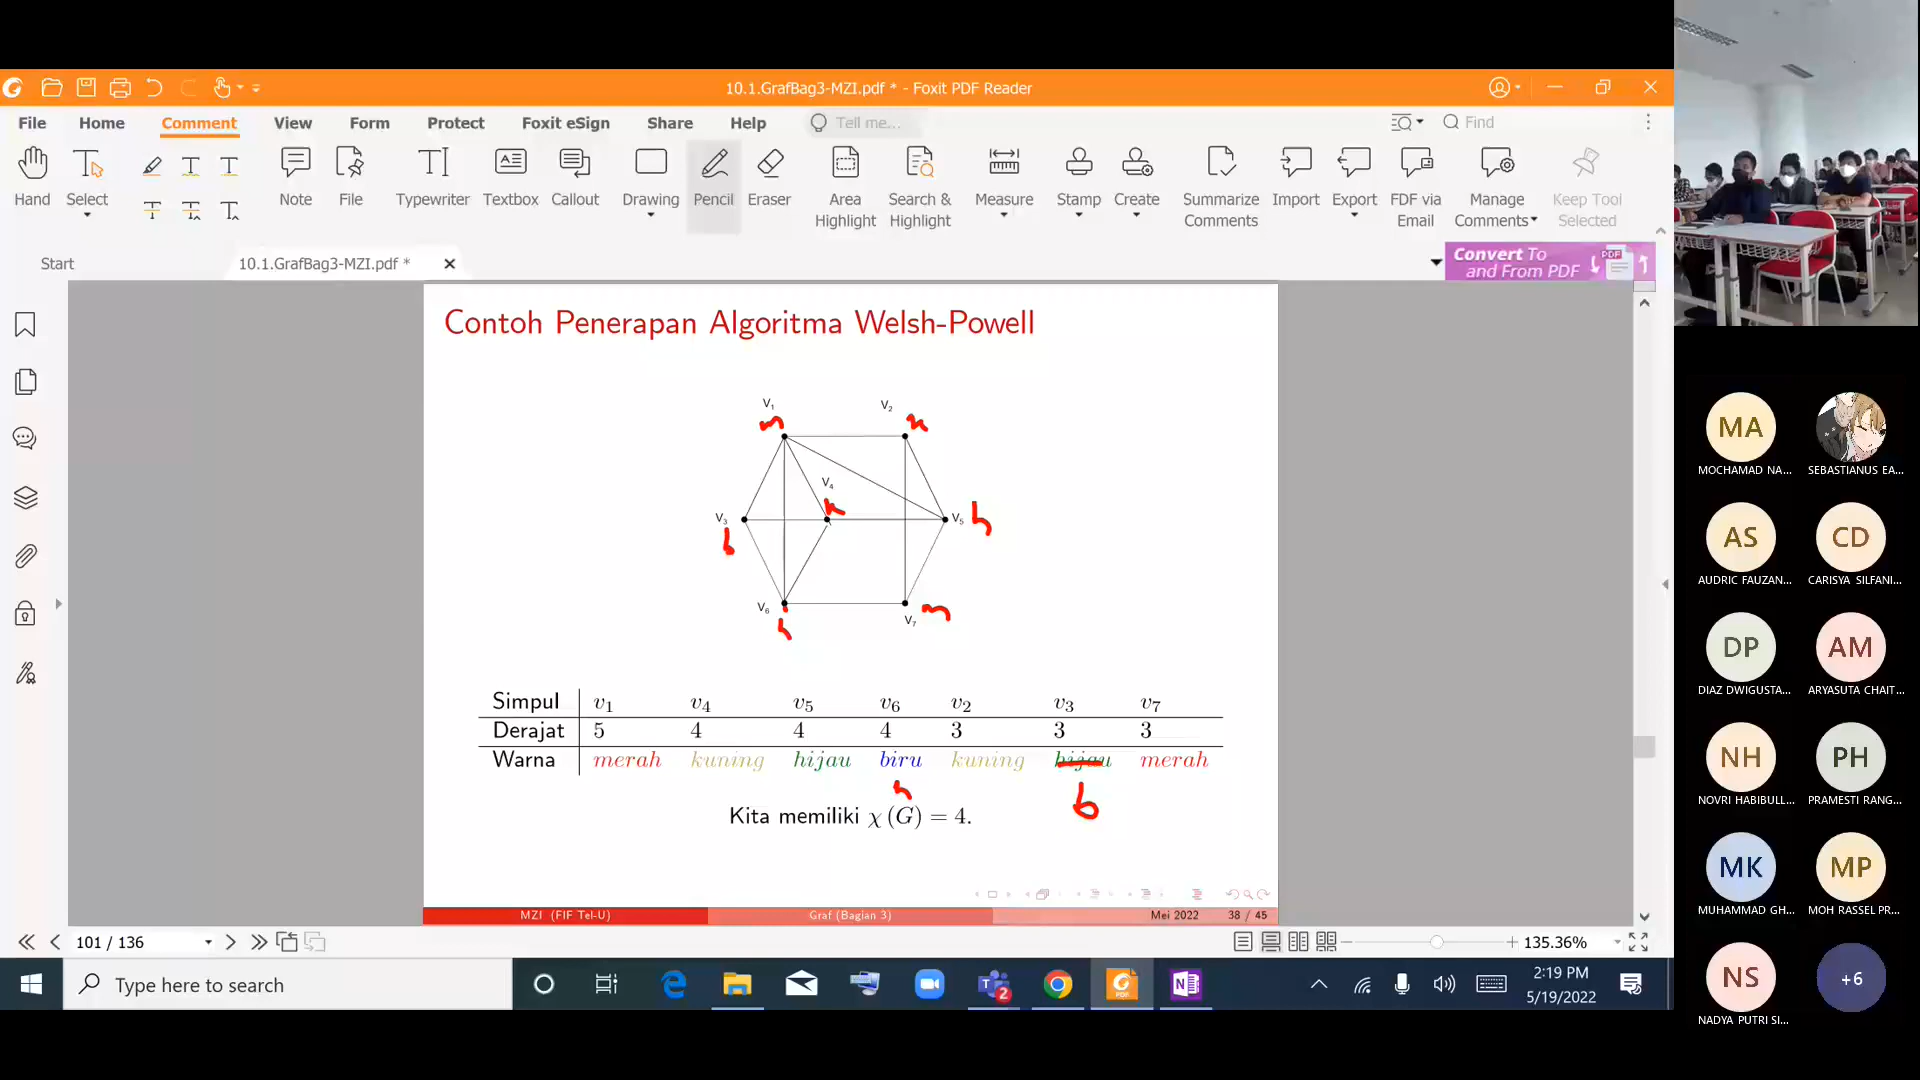 10.1.GrafBag3-MZI.pdf * - Foxit PDF Reader
File Home Comment View Form Protect Foxit eSign Share Help Tell me... Find
Hand Select Note File Typewriter Textbox Callout Drawing Pencil Eraser Area Highlight Search & Highlight Measure Stamp Create Summarize Comments Import Export FDF via Email Manage Comments Keep Tool Selected
Start 10.1.GrafBag3-MZI.pdf *
Convert To and From PDF
PDF
Contoh Penerapan Algoritma Welsh-Powell
V1 V2
m k
V4
k
V3 V5 h
b
V6 V7 m
h
Simpul v1 v4 v5 v6 v2 v3 v7
Derajat 5 4 4 4 3 3 3
Warna merah kuning hijau biru kuning hijau merah
h b
Kita memiliki χ (G) = 4.
MZI (FIF Tel-U) Graf (Bagian 3) Mei 2022 38 / 45
101 / 136 135.36%
Type here to search
2
2:19 PM
5/19/2022
MA
MOCHAMAD NA... SEBASTIANUS EA...
AS CD
AUDRIC FAUZAN... CARISYA SILFANI...
DP AM
DIAZ DWIGUSTA... ARYASUTA CHAIT...
NH PH
NOVRI HABIBULL... PRAMESTI RANG...
MK MP
MUHAMMAD GH... MOH RASSEL PR...
NS +6
NADYA PUTRI SI...